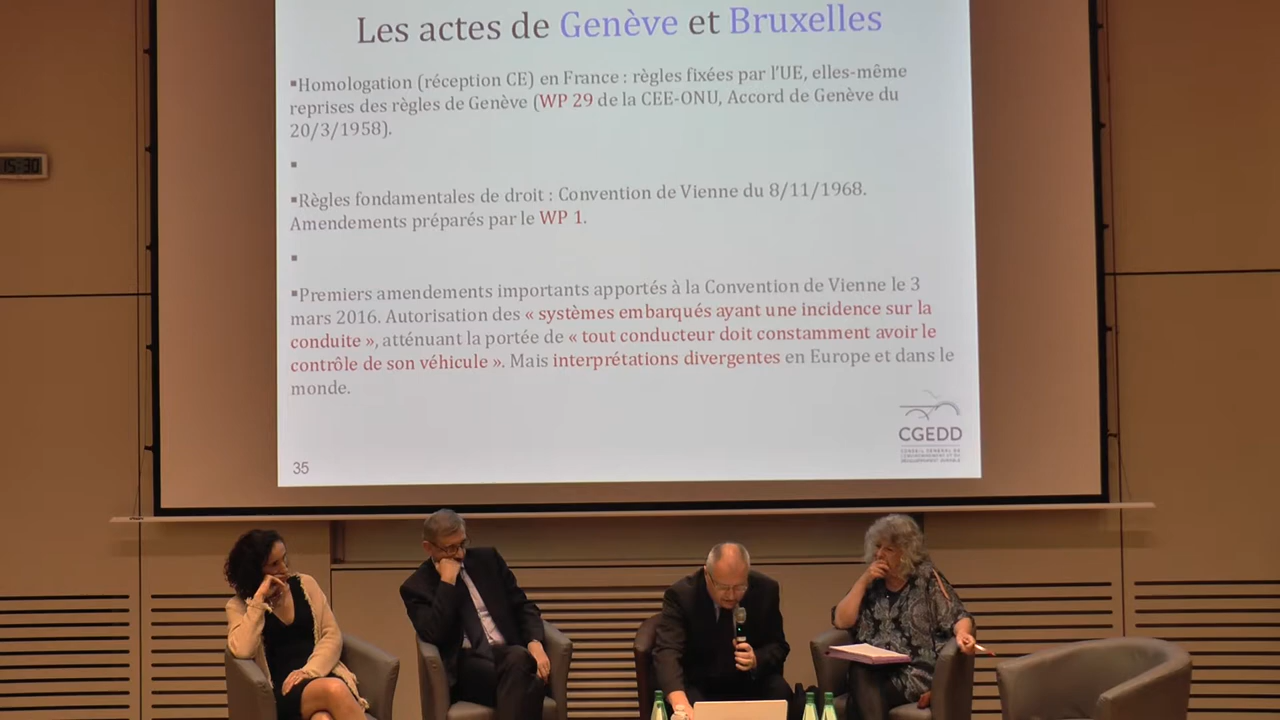 Les actes de Genève et Bruxelles
▪Homologation (réception CE) en France : règles fixées par l'UE, elles-même
reprises des règles de Genève (WP 29 de la CEE-ONU, Accord de Genève du
20/3/1958).
▪
▪Règles fondamentales de droit : Convention de Vienne du 8/11/1968.
Amendements préparés par le WP 1.
▪
▪Premiers amendements importants apportés à la Convention de Vienne le 3
mars 2016. Autorisation des « systèmes embarqués ayant une incidence sur la
conduite », atténuant la portée de « tout conducteur doit constamment avoir le
contrôle de son véhicule ». Mais interprétations divergentes en Europe et dans le
monde.
CGEDD
35
15:30